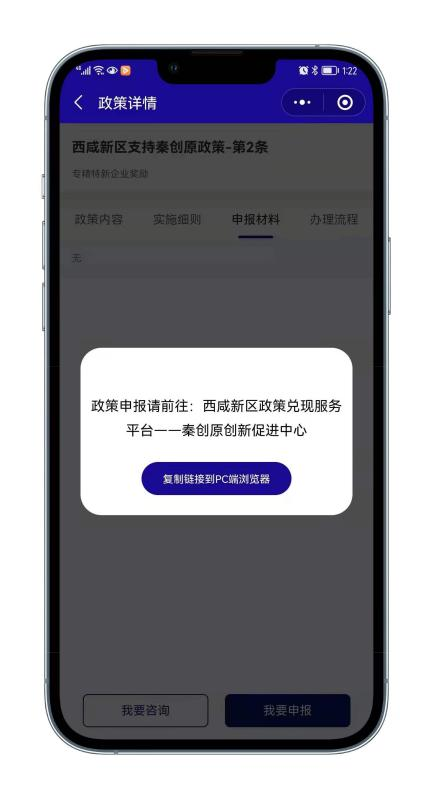 1:22
政策详情
西咸新区支持秦创原政策-第2条
专精特新企业奖励
政策内容 实施细则 申报材料 办理流程
无
政策申报请前往：西咸新区政策兑现服务
平台——秦创原创新促进中心
复制链接到PC端浏览器
我要咨询 我要申报